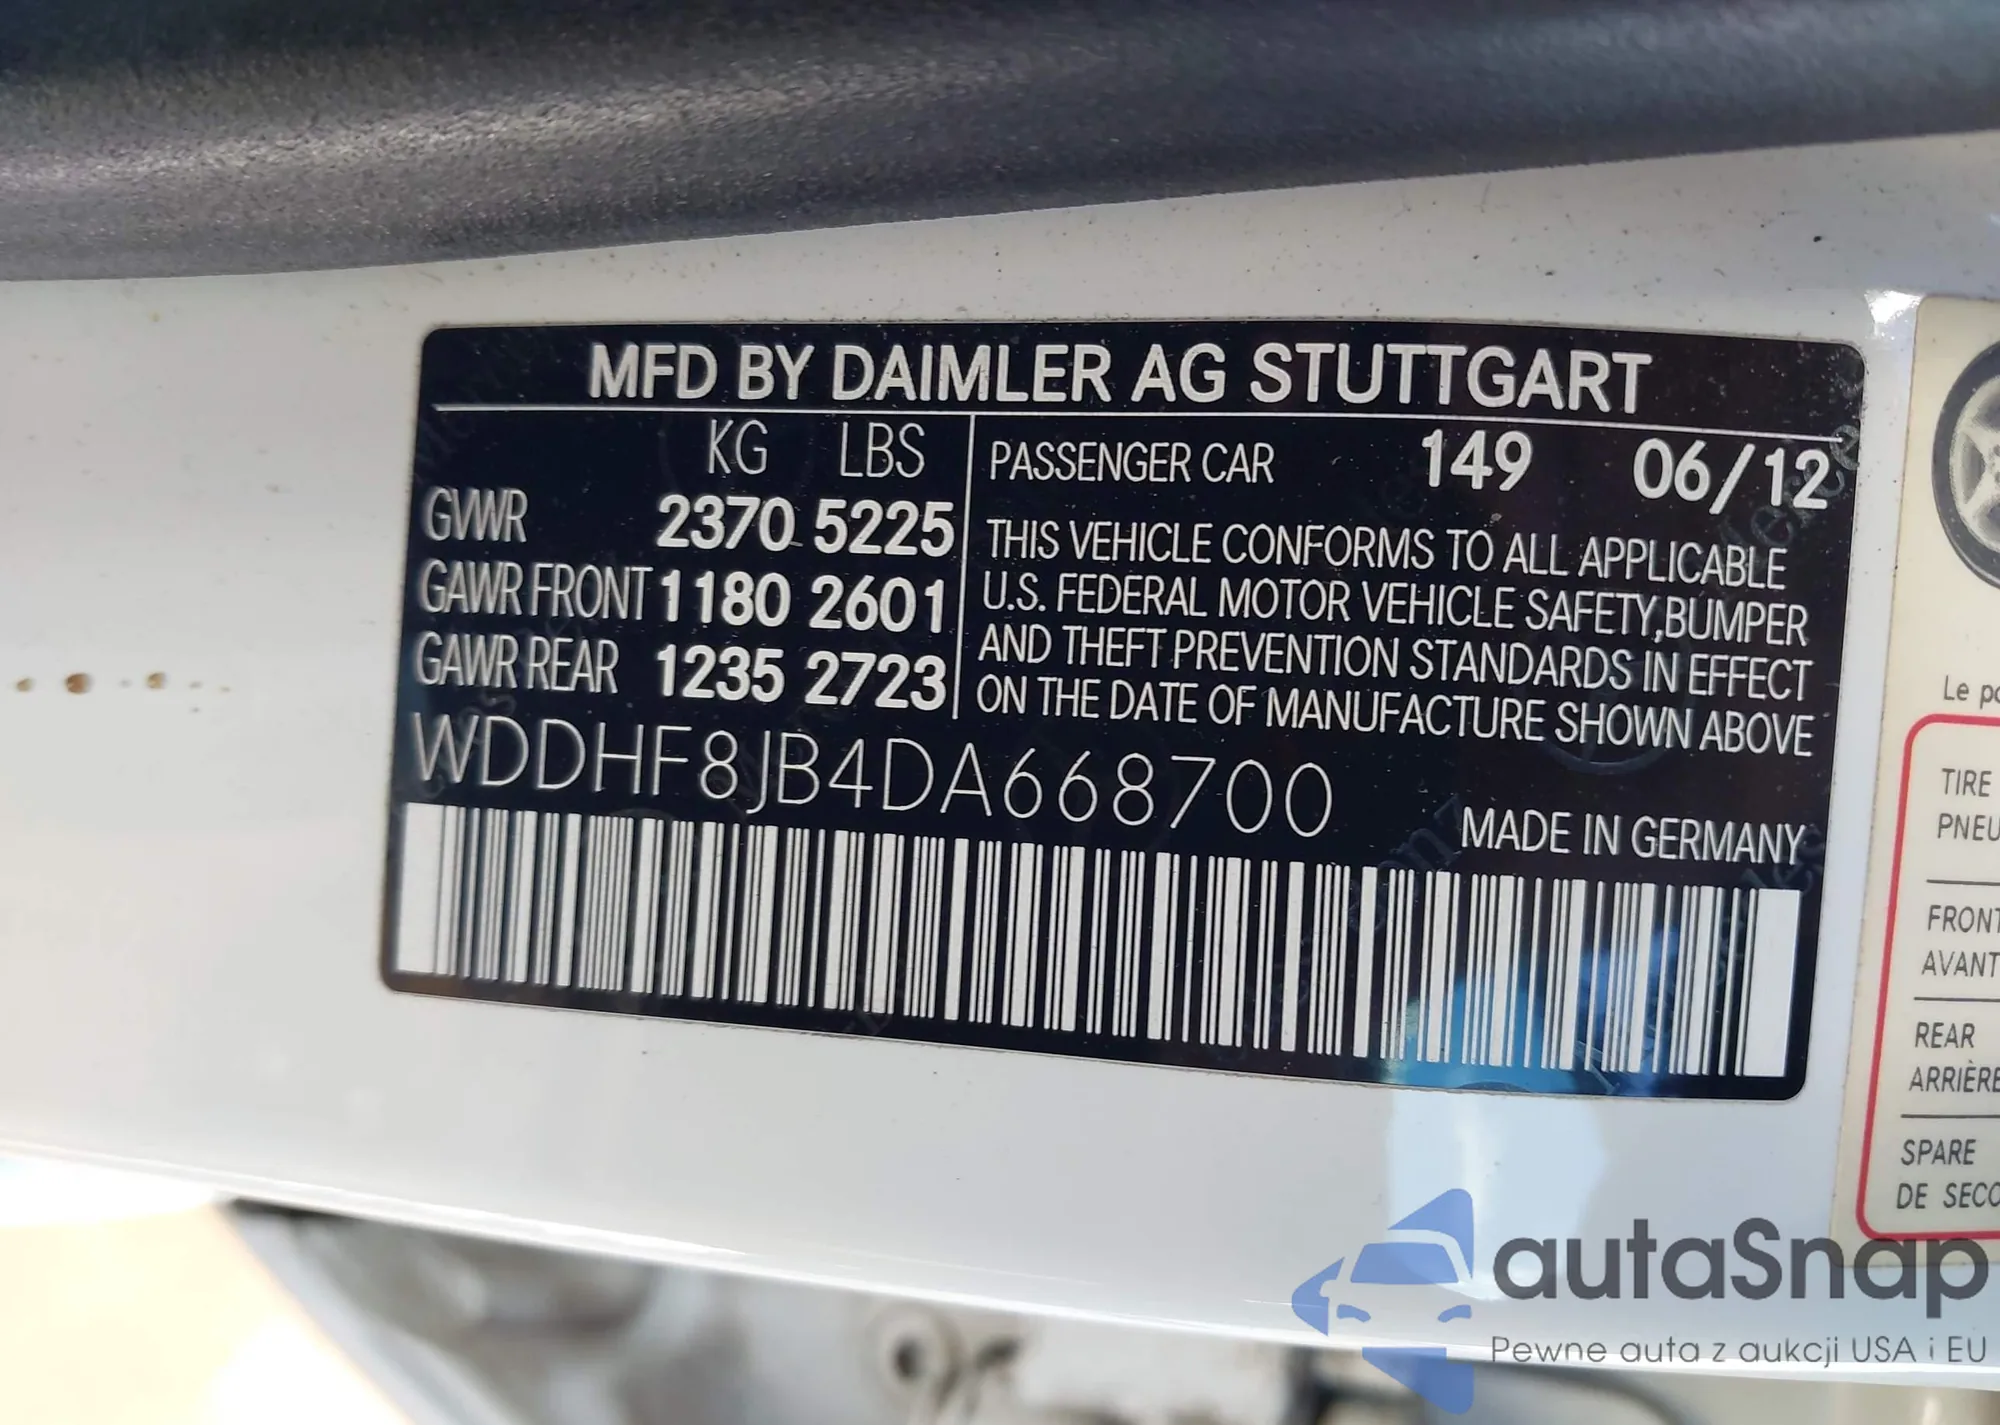 MFD BY DAIMLER AG STUTTGART
KG LBS
GVWR 2370 5225
GAWR FRONT 1180 2601
GAWR REAR 1235 2723
PASSENGER CAR 149 06/12
THIS VEHICLE CONFORMS TO ALL APPLICABLE
U.S. FEDERAL MOTOR VEHICLE SAFETY,BUMPER
AND THEFT PREVENTION STANDARDS IN EFFECT
ON THE DATE OF MANUFACTURE SHOWN ABOVE
WDDHF8JB4DA668700
MADE IN GERMANY
Le
TIRE
FRONT
AVANT
REAR
ARRIÈRE
SPARE
DE
autaSnap
Pewne auta z aukcji USA i EU